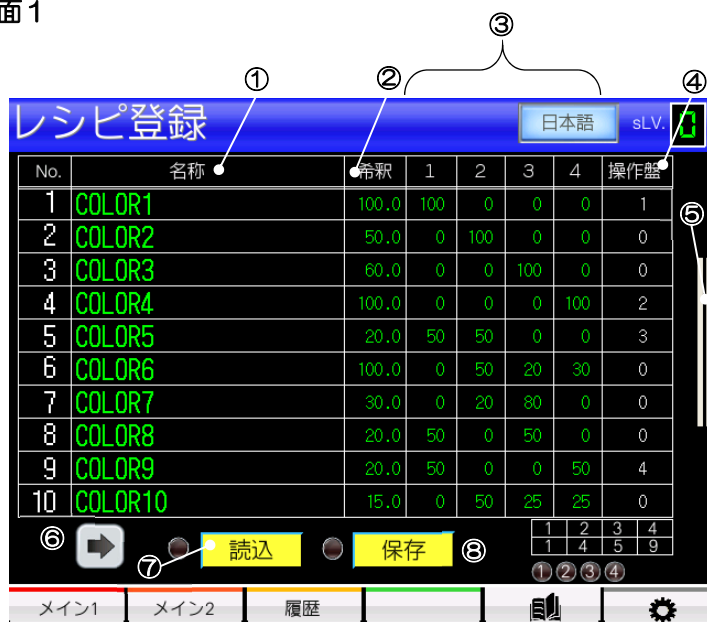 面1
③
① ② ④
レシピ登録 日本語 sLV. 0
No. 名称 希釈 1 2 3 4 操作盤
1 COLOR1 100.0 100 0 0 0 1
⑤
2 COLOR2 50.0 0 100 0 0 0
3 COLOR3 60.0 0 0 100 0 0
4 COLOR4 100.0 0 0 0 100 2
5 COLOR5 20.0 50 50 0 0 3
6 COLOR6 100.0 0 50 20 30 0
7 COLOR7 30.0 0 20 80 0 0
8 COLOR8 20.0 50 0 50 0 0
9 COLOR9 20.0 50 0 0 50 4
10 COLOR10 15.0 0 50 25 25 0
1 2 3 4
⑥ ⑦ 読込 保存 ⑧
1 4 5 9
① ② ③ ④
メイン1 メイン2 履歴